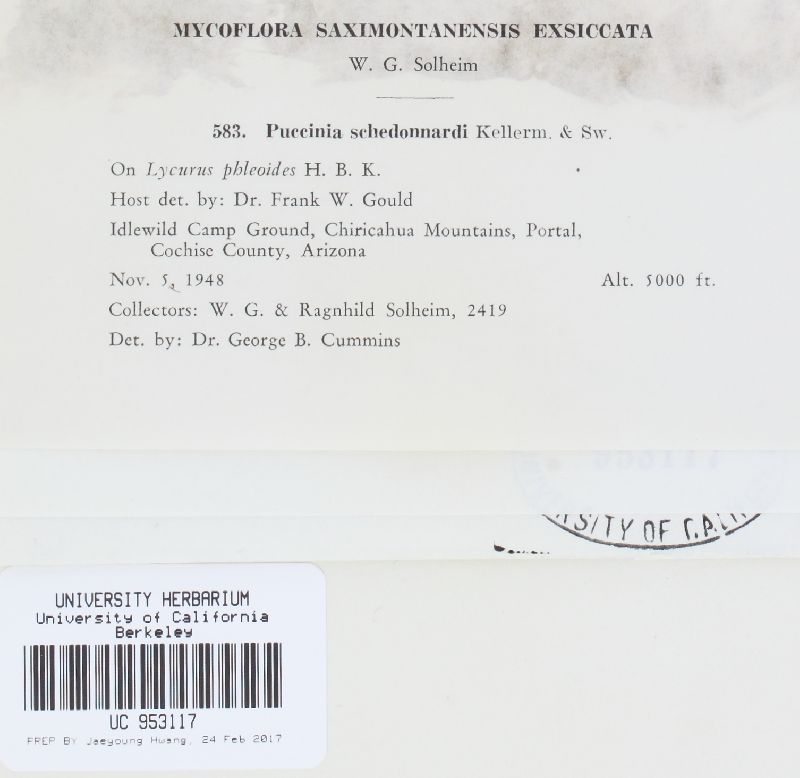 MYCOFLORA SAXIMONTANENSIS EXSICCATA
W. G. Solheim
583. Puccinia schedonnardi Kellerm. & Sw.
On Lycurus phleoides H. B. K.
Host det. by: Dr. Frank W. Gould
Idlewild Camp Ground, Chiricahua Mountains, Portal,
Cochise County, Arizona
Nov. 5, 1948 Alt. 5000 ft.
Collectors: W. G. & Ragnhild Solheim, 2419
Det. by: Dr. George B. Cummins
SITY OF CALI
UNIVERSITY HERBARIUM
University of California
Berkeley
UC 953117
PREP BY Jaeyoung Hwang, 24 Feb 2017